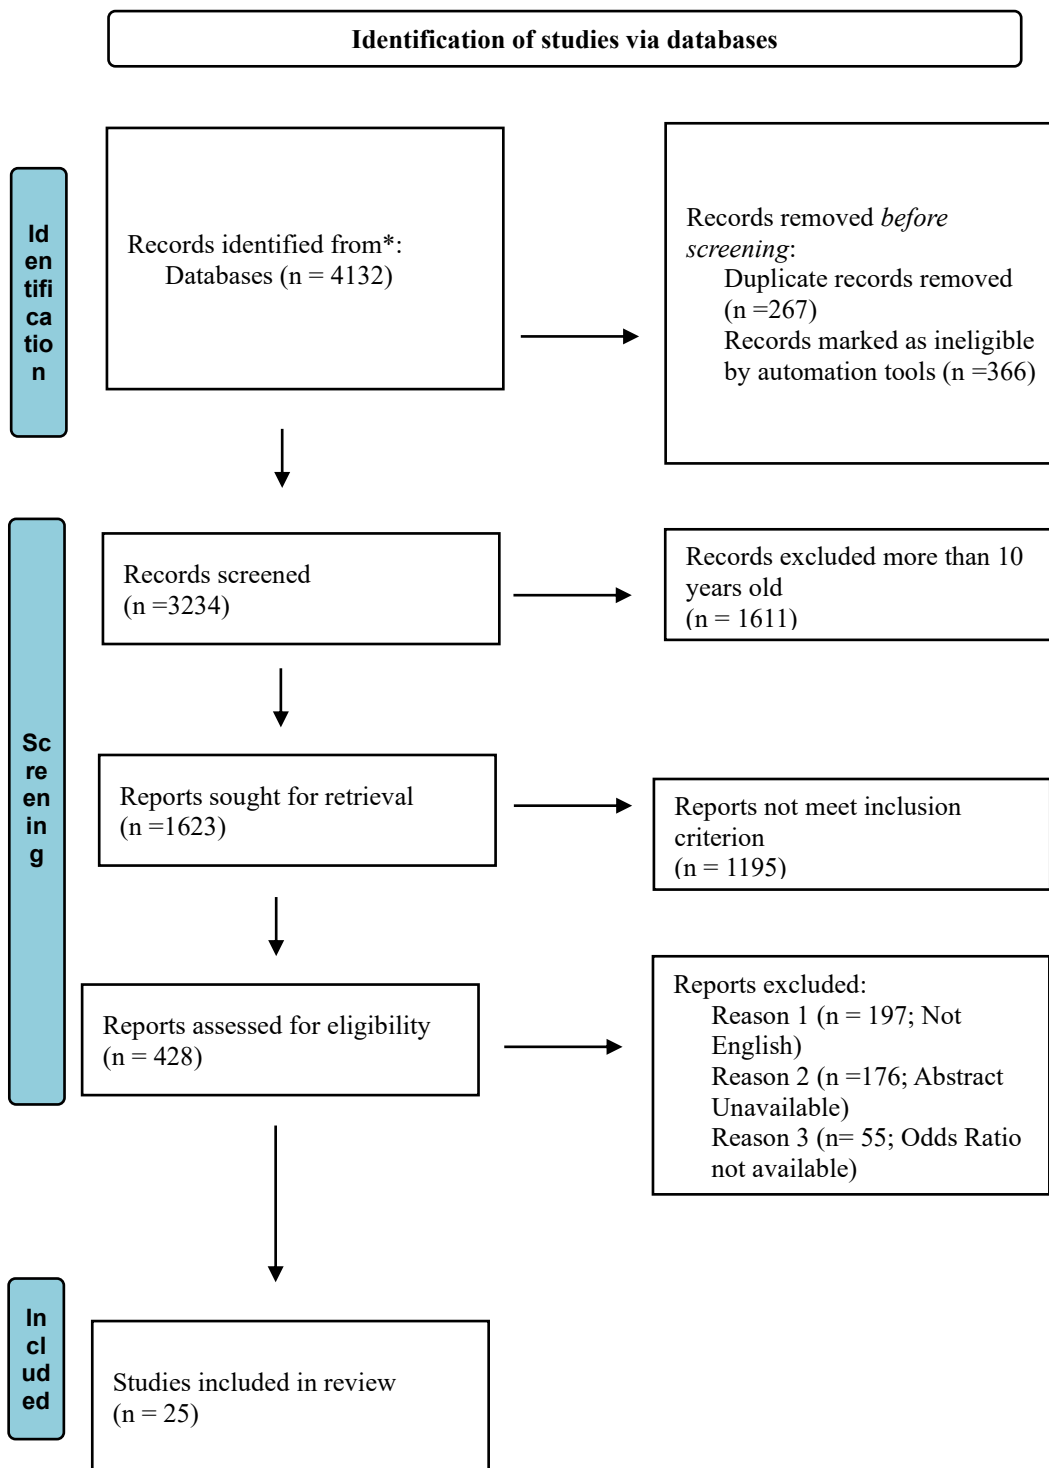 Identification of studies via databases
Id
en
tifi
ca
tio
n
Records identified from*:
Databases (n = 4132)
Records removed before
screening:
Duplicate records removed
(n =267)
Records marked as ineligible
by automation tools (n =366)
Sc
re
en
in
g
Records screened
(n =3234)
Records excluded more than 10
years old
(n = 1611)
Reports sought for retrieval
(n =1623)
Reports not meet inclusion
criterion
(n = 1195)
Reports assessed for eligibility
(n = 428)
Reports excluded:
Reason 1 (n = 197; Not
English)
Reason 2 (n =176; Abstract
Unavailable)
Reason 3 (n= 55; Odds Ratio
not available)
In
cl
ud
ed
Studies included in review
(n = 25)